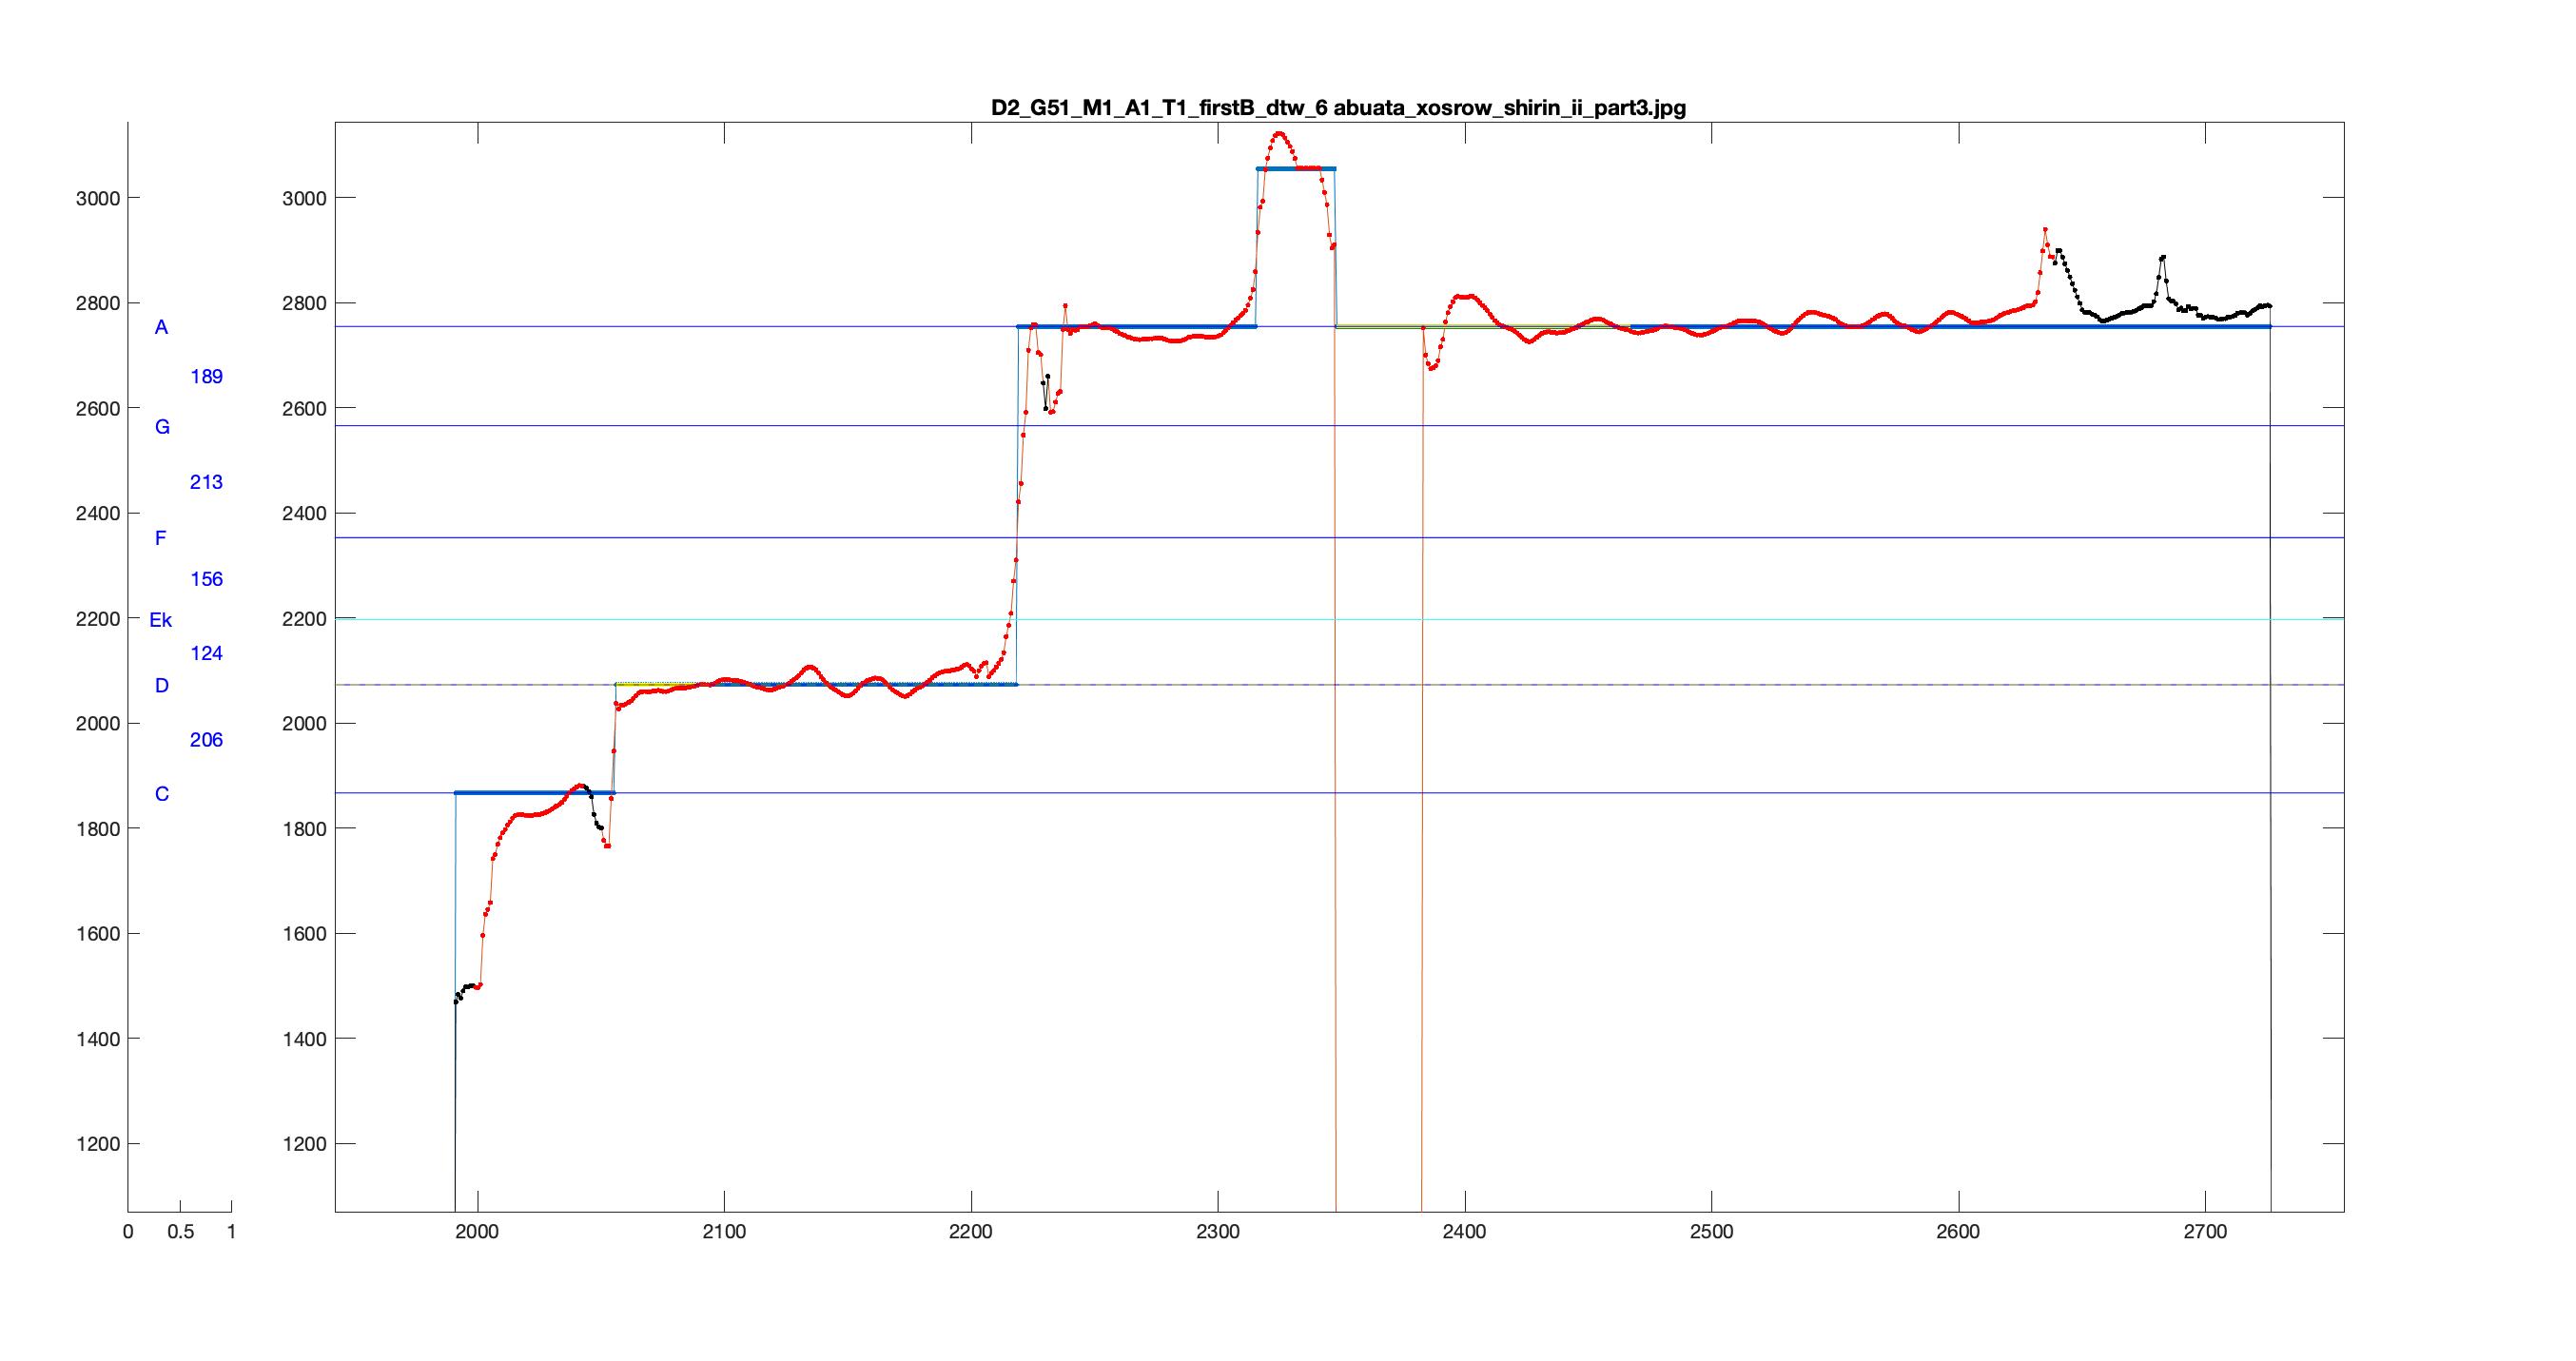 D2_G51_M1_A1_T1_firstB_dtw_6 abuata_xosrow_shirin_ii_part3.jpg
3000 3000
2800 2800
A
189
2600 2600
G
213
2400 2400
F
156
2200 Ek 2200
124
D
2000 2000
206
C
1800 1800
1600 1600
1400 1400
1200 1200
0 0.5 1 2000 2100 2200 2300 2400 2500 2600 2700